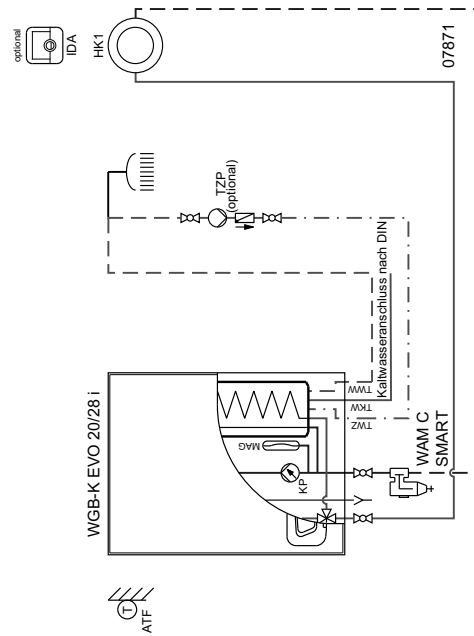 optional
IDA
HK1
07871
TZP
(optional)
Kaltwasseranschluss nach DIN
WGB-K EVO 20/28 i
TWW
TKW
TWZ
MAG
KP
WAM C
SMART
T
ATF